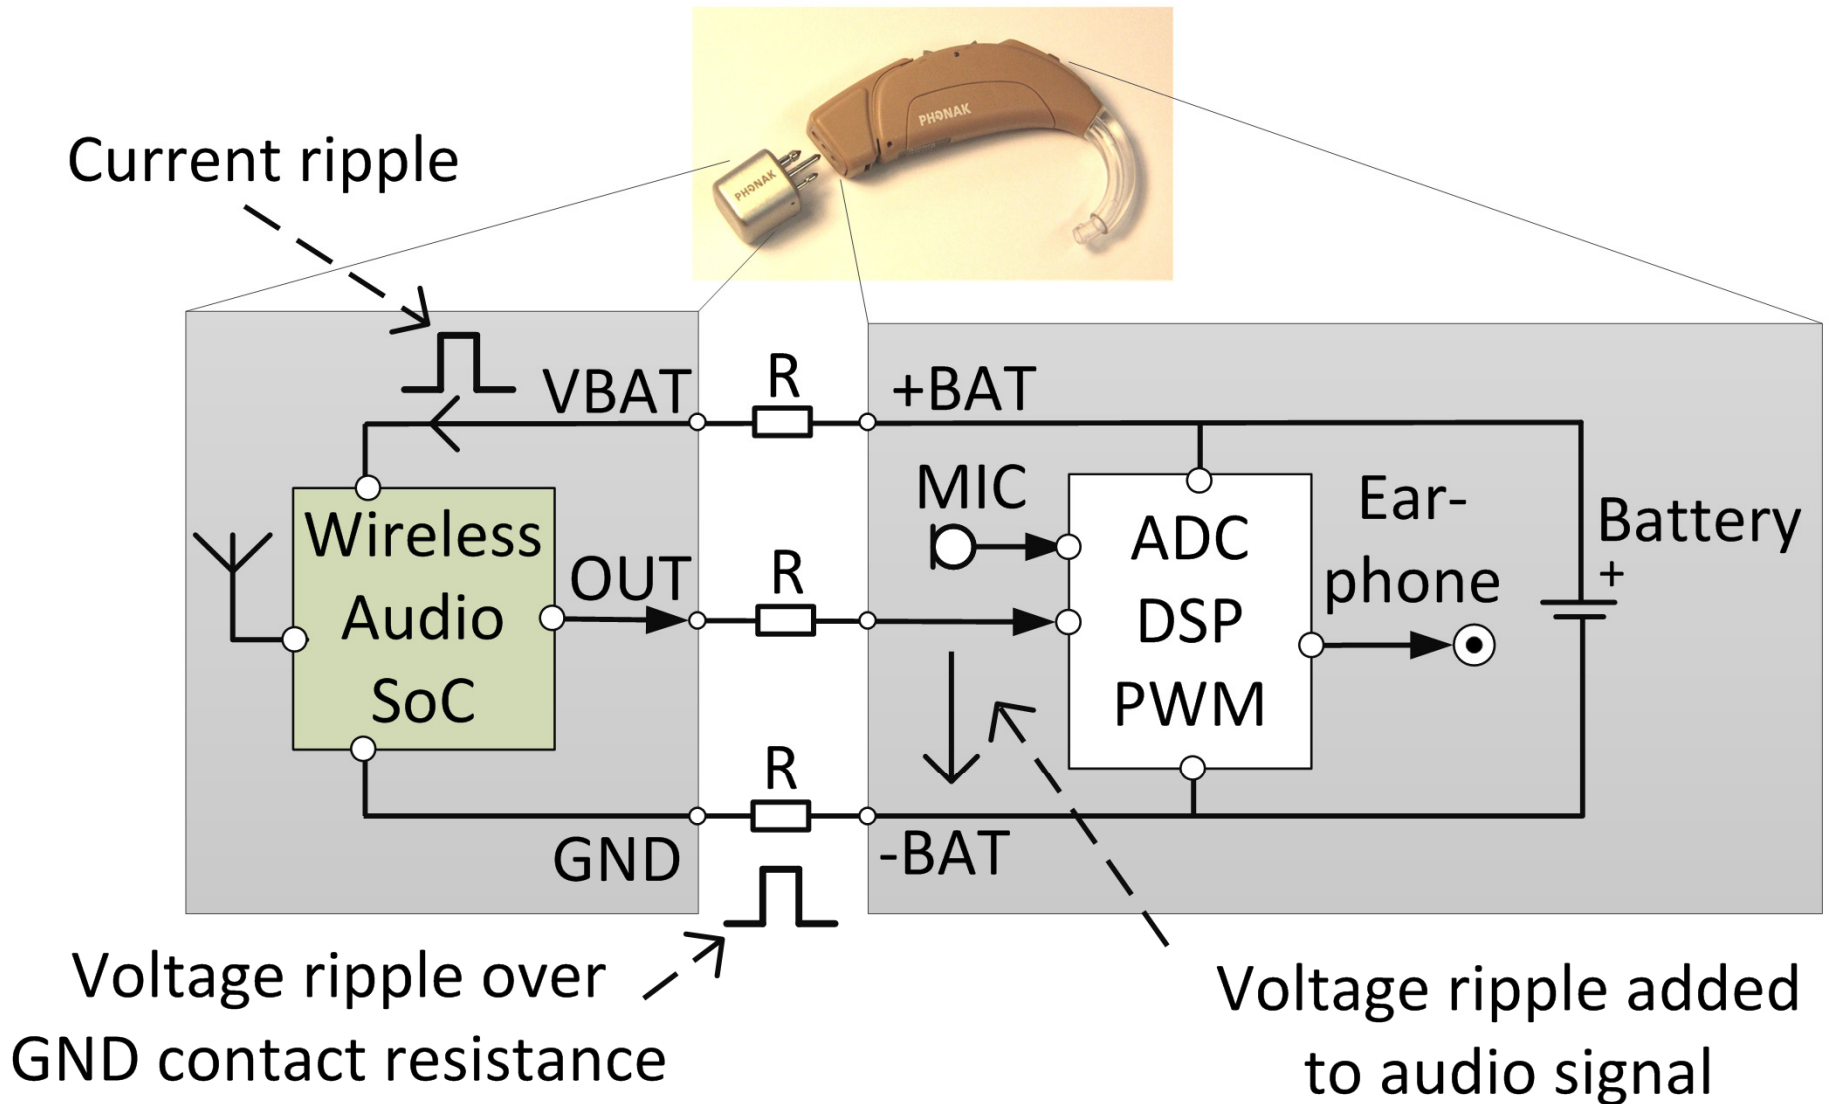 PHONAK
PHONAK
Current ripple
VBAT
R
+BAT
MIC
Wireless
Audio
SoC
OUT
R
ADC
DSP
PWM
Ear-
phone
Battery
+
R
GND
-BAT
Voltage ripple over
GND contact resistance
Voltage ripple added
to audio signal